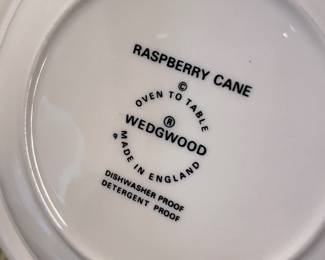 RASPBERRY CANE
©
OVEN TO TABLE
®
WEDGWOOD
MADE IN ENGLAND
DISHWASHER PROOF
DETERGENT PROOF